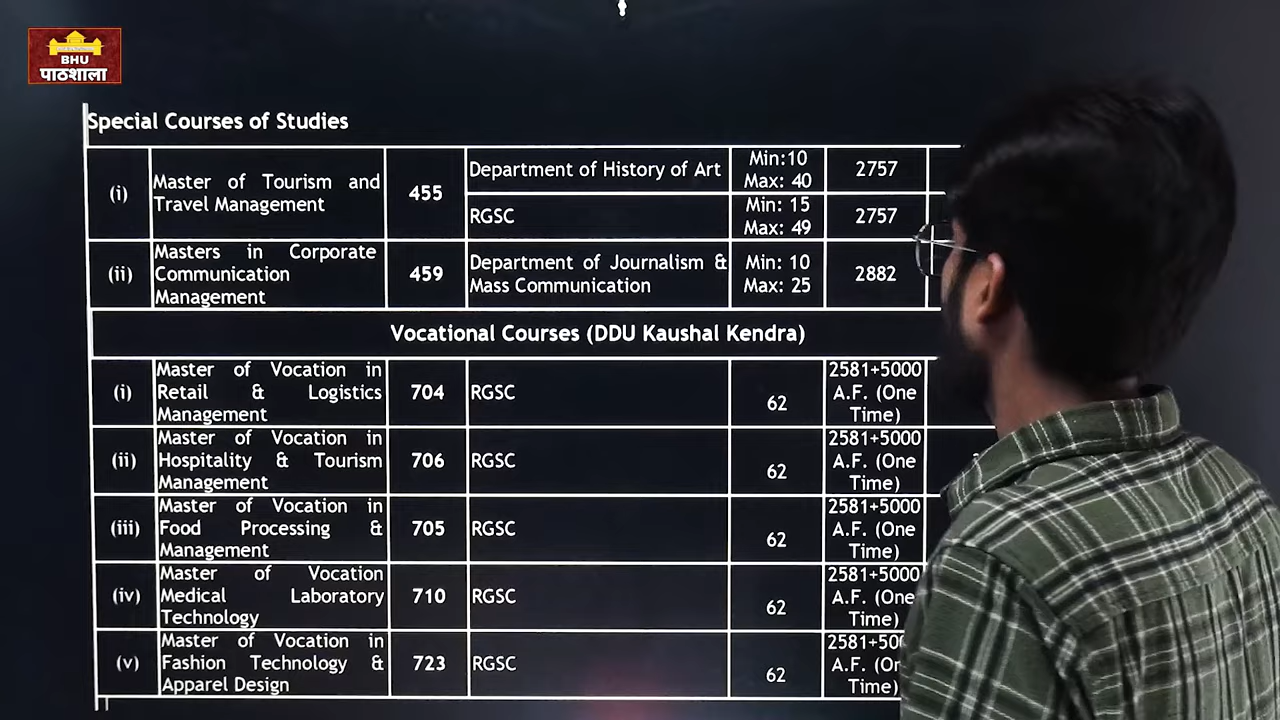 BHU
पाठशाला
Special Courses of Studies
(i)
Master of Tourism and
Travel Management
455
Department of History of Art
Min:10
Max: 40
2757
RGSC
Min: 15
Max: 49
2757
(ii)
Masters in Corporate
Communication
Management
459
Department of Journalism &
Mass Communication
Min: 10
Max: 25
2882
Vocational Courses (DDU Kaushal Kendra)
(i)
Master of Vocation in
Retail & Logistics
Management
704
RGSC
62
2581+5000
A.F. (One
Time)
(ii)
Master of Vocation in
Hospitality & Tourism
Management
706
RGSC
62
2581+5000
A.F. (One
Time)
(iii)
Master of Vocation in
Food Processing &
Management
705
RGSC
62
2581+5000
A.F. (One
Time)
(iv)
Master of Vocation
Medical Laboratory
Technology
710
RGSC
62
2581+5000
A.F. (One
Time)
(v)
Master of Vocation in
Fashion Technology &
Apparel Design
723
RGSC
62
2581+500
A.F. (Or
Time)